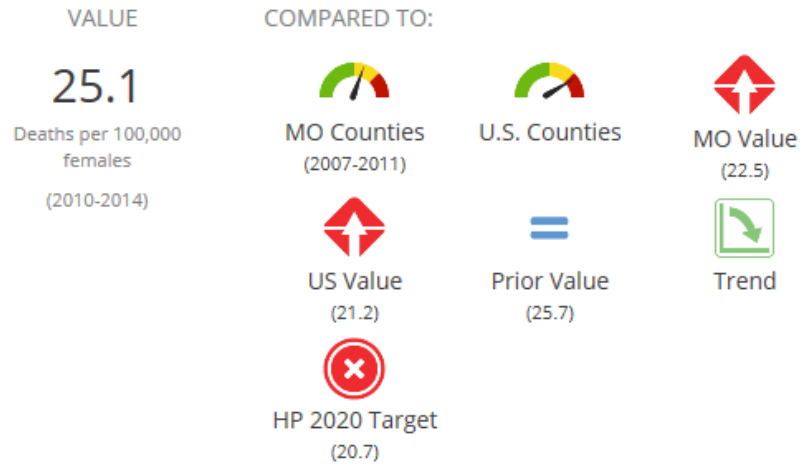 VALUE
COMPARED TO:
25.1
Deaths per 100,000
females
(2010-2014)
MO Counties
(2007-2011)
U.S. Counties
MO Value
(22.5)
US Value
(21.2)
Prior Value
(25.7)
Trend
HP 2020 Target
(20.7)